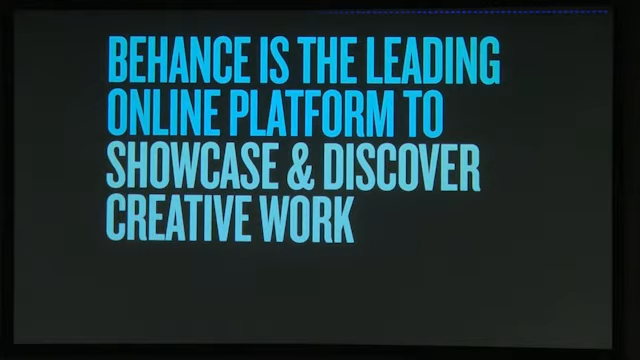 BEHANCE IS THE LEADING
ONLINE PLATFORM TO
SHOWCASE & DISCOVER
CREATIVE WORK